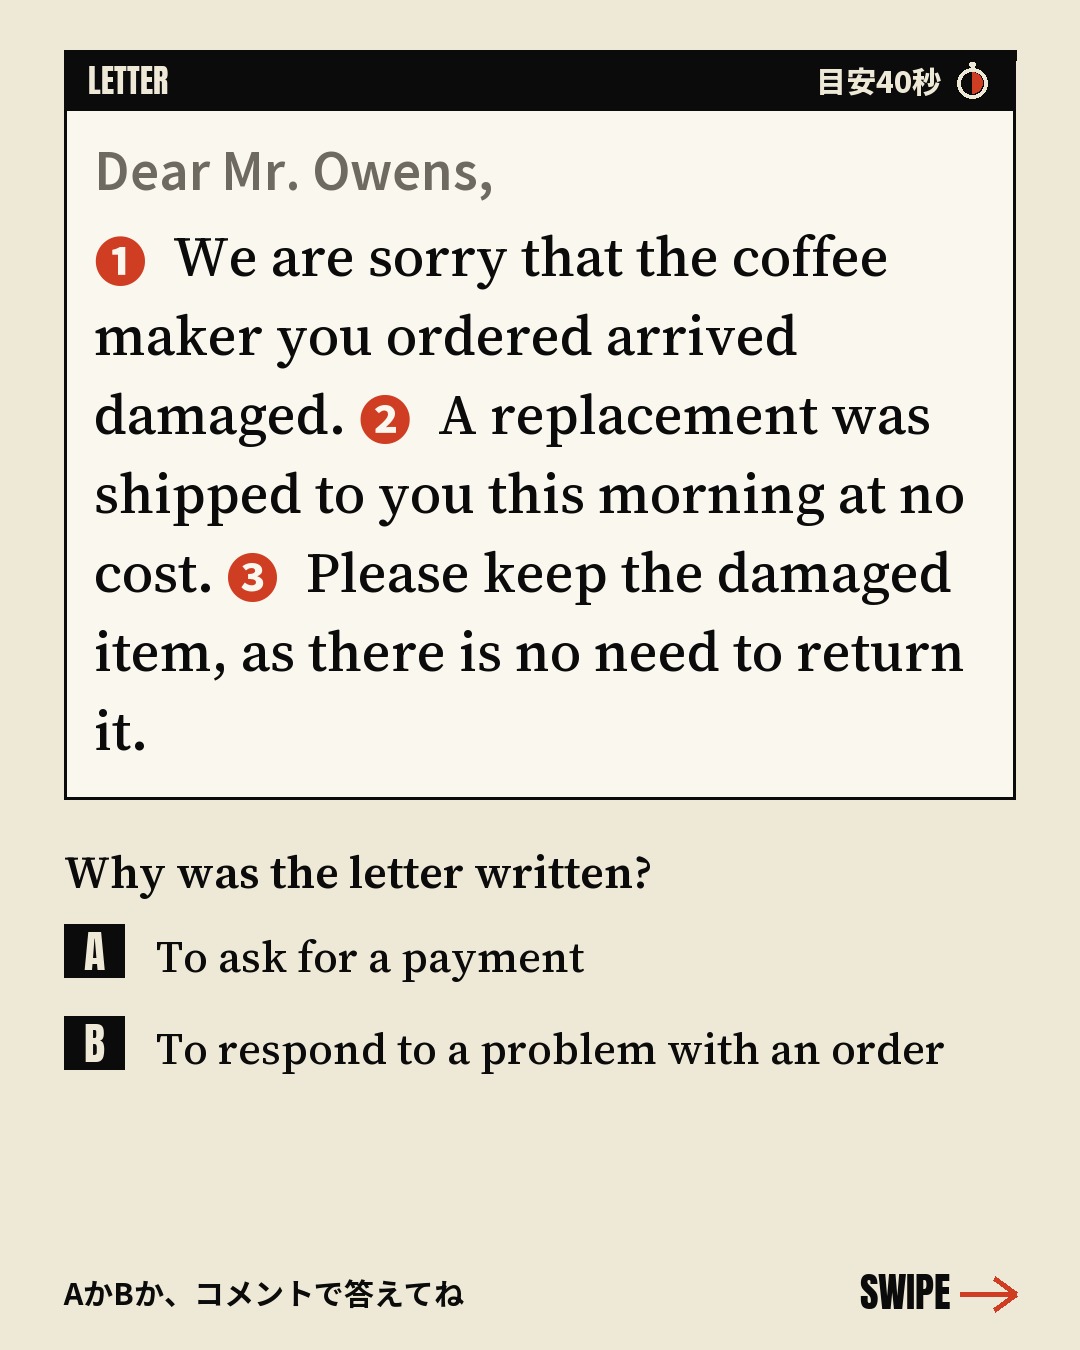 LETTER 目安40秒
Dear Mr. Owens,
1 We are sorry that the coffee
maker you ordered arrived
damaged. 2 A replacement was
shipped to you this morning at no
cost. 3 Please keep the damaged
item, as there is no need to return
it.
Why was the letter written?
A To ask for a payment
B To respond to a problem with an order
AかBか、コメントで答えてね SWIPE